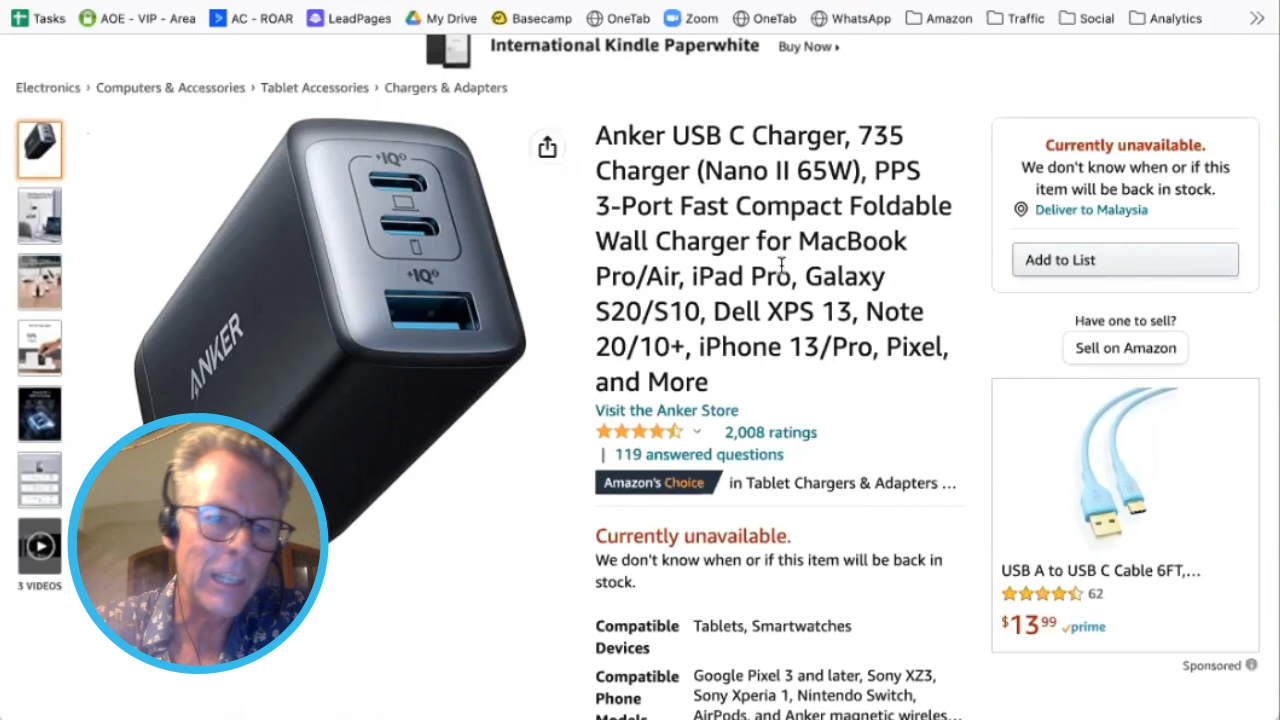 Tasks
AOE - VIP - Area
AC - ROAR
LeadPages
My Drive
Basecamp
OneTab
Zoom
OneTab
WhatsApp
Amazon
Traffic
Social
Analytics
International Kindle Paperwhite
Buy Now
Electronics › Computers & Accessories › Tablet Accessories › Chargers & Adapters
Anker USB C Charger, 735
Charger (Nano II 65W), PPS
3-Port Fast Compact Foldable
Wall Charger for MacBook
Pro/Air, iPad Pro, Galaxy
S20/S10, Dell XPS 13, Note
20/10+, iPhone 13/Pro, Pixel,
and More
Visit the Anker Store
2,008 ratings
| 119 answered questions
Amazon's Choice
in Tablet Chargers & Adapters ...
Currently unavailable.
We don't know when or if this item will be back in
stock.
Compatible
Devices
Tablets, Smartwatches
Compatible
Phone
Models
Google Pixel 3 and later, Sony XZ3,
Sony Xperia 1, Nintendo Switch,
AirPods, and Anker magnetic wireles...
ANKER
IQ
IQ
3 VIDEOS
Currently unavailable.
We don't know when or if this
item will be back in stock.
Deliver to Malaysia
Add to List
Have one to sell?
Sell on Amazon
USB A to USB C Cable 6FT,...
62
$13 99
prime
Sponsored